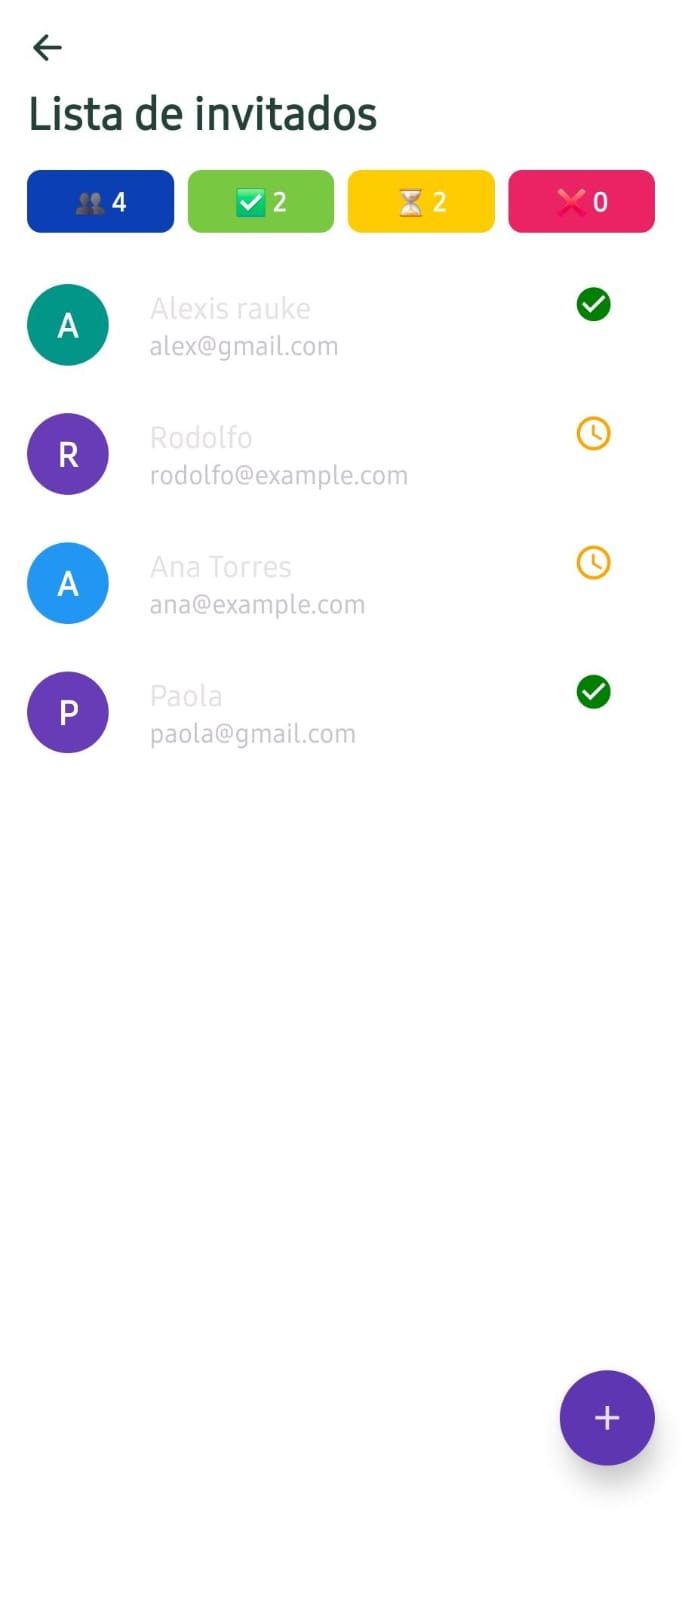 Lista de invitados
👥 4 ✅ 2 ⏳ 2 ❌ 0
A Alexis rauke
alex@gmail.com
R Rodolfo
rodolfo@example.com
A Ana Torres
ana@example.com
P Paola
paola@gmail.com
+